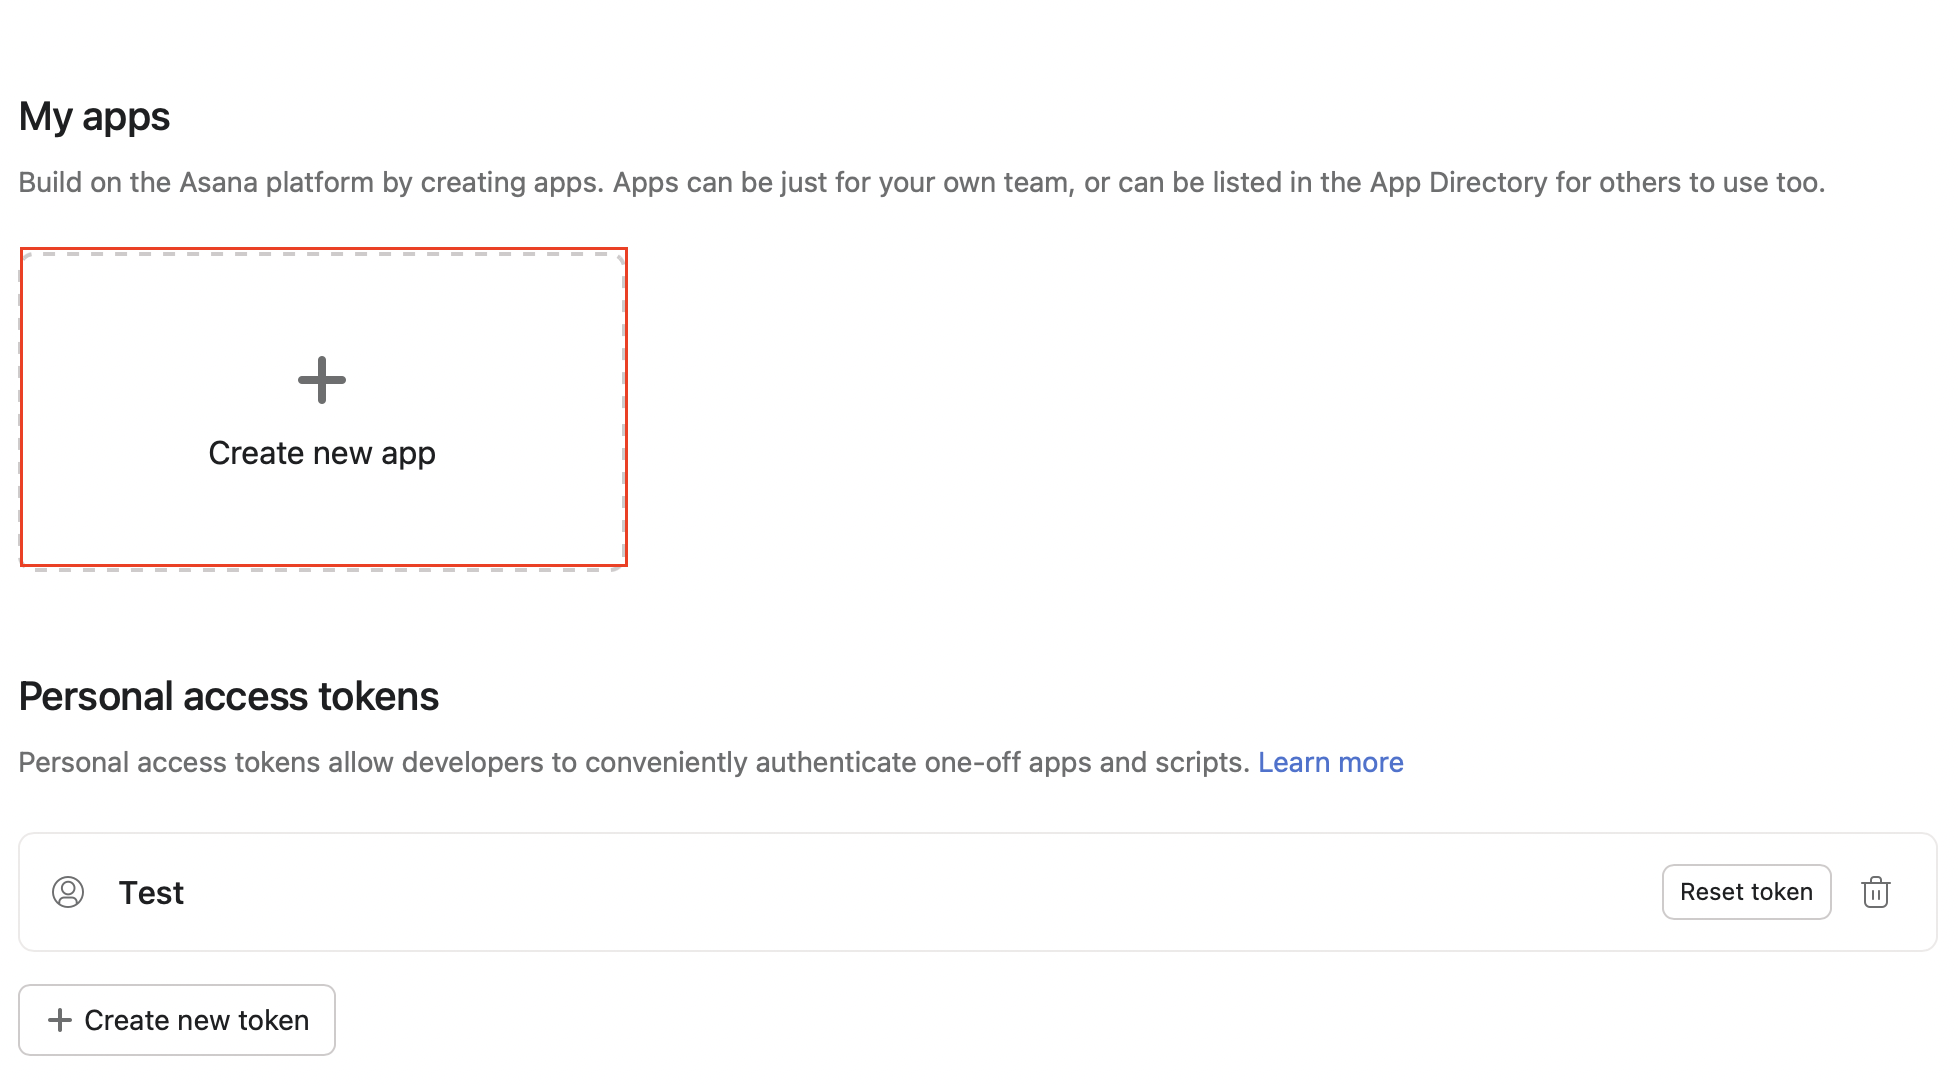 My apps
Build on the Asana platform by creating apps. Apps can be just for your own team, or can be listed in the App Directory for others to use too.
Create new app
Personal access tokens
Personal access tokens allow developers to conveniently authenticate one-off apps and scripts. Learn more
Test
Reset token
Create new token